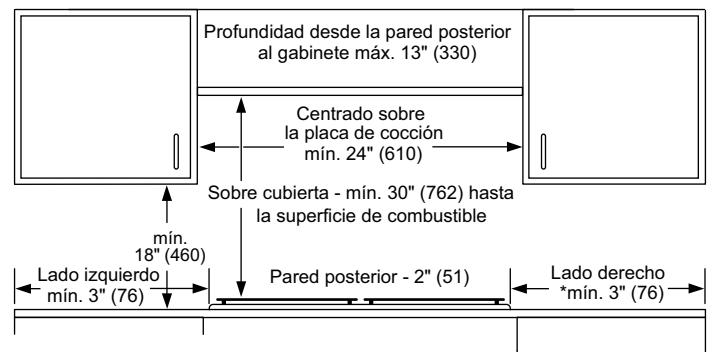 Profundidad desde la pared posterior
al gabinete máx. 13" (330)
Centrado sobre
la placa de cocción
mín. 24" (610)
Sobre cubierta - mín. 30" (762) hasta
la superficie de combustible
mín.
18" (460)
Lado izquierdo
mín. 3" (76)
Pared posterior - 2" (51)
Lado derecho
*mín. 3" (76)